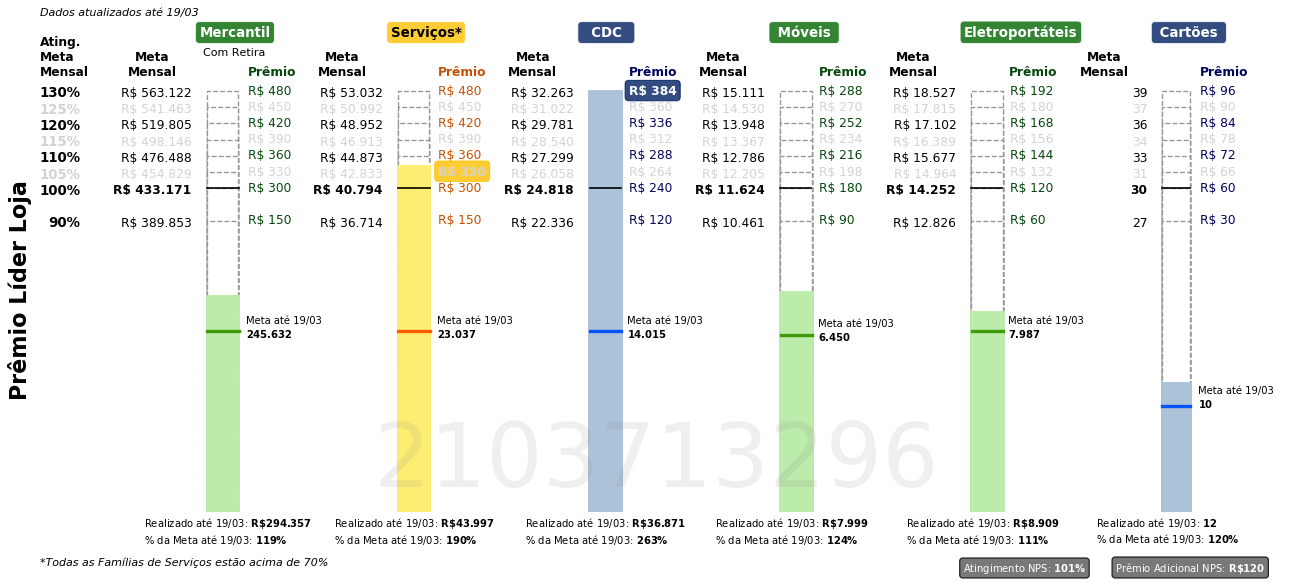 Dados atualizados até 19/03
Mercantil Serviços* CDC Móveis Eletroportáteis Cartões
Com Retira
Ating. Meta Mensal
Meta Mensal Prêmio Meta Mensal Prêmio Meta Mensal Prêmio Meta Mensal Prêmio Meta Mensal Prêmio Meta Mensal Prêmio
130% R$ 563.122 R$ 480 R$ 53.032 R$ 480 R$ 32.263 R$ 384 R$ 15.111 R$ 288 R$ 18.527 R$ 192 39 R$ 96
125% R$ 541.463 R$ 450 R$ 50.992 R$ 450 R$ 31.022 R$ 360 R$ 14.530 R$ 270 R$ 17.815 R$ 180 37 R$ 90
120% R$ 519.805 R$ 420 R$ 48.952 R$ 420 R$ 29.781 R$ 336 R$ 13.948 R$ 252 R$ 17.102 R$ 168 36 R$ 84
115% R$ 498.146 R$ 390 R$ 46.913 R$ 390 R$ 28.540 R$ 312 R$ 13.367 R$ 234 R$ 16.389 R$ 156 34 R$ 78
110% R$ 476.488 R$ 360 R$ 44.873 R$ 360 R$ 27.299 R$ 288 R$ 12.786 R$ 216 R$ 15.677 R$ 144 33 R$ 72
105% R$ 454.829 R$ 330 R$ 42.833 R$ 330 R$ 26.058 R$ 264 R$ 12.205 R$ 198 R$ 14.964 R$ 132 31 R$ 66
100% R$ 433.171 R$ 300 R$ 40.794 R$ 300 R$ 24.818 R$ 240 R$ 11.624 R$ 180 R$ 14.252 R$ 120 30 R$ 60
90% R$ 389.853 R$ 150 R$ 36.714 R$ 150 R$ 22.336 R$ 120 R$ 10.461 R$ 90 R$ 12.826 R$ 60 27 R$ 30
Prêmio Líder Loja
Meta até 19/03 Meta até 19/03 Meta até 19/03 Meta até 19/03 Meta até 19/03
245.632 23.037 14.015 6.450 7.987
Meta até 19/03
10
2103713296
Realizado até 19/03: R$294.357 Realizado até 19/03: R$43.997 Realizado até 19/03: R$36.871 Realizado até 19/03: R$7.999 Realizado até 19/03: R$8.909 Realizado até 19/03: 12
% da Meta até 19/03: 119% % da Meta até 19/03: 190% % da Meta até 19/03: 263% % da Meta até 19/03: 124% % da Meta até 19/03: 111% % da Meta até 19/03: 120%
*Todas as Famílias de Serviços estão acima de 70%
Atingimento NPS: 101% Prêmio Adicional NPS: R$120